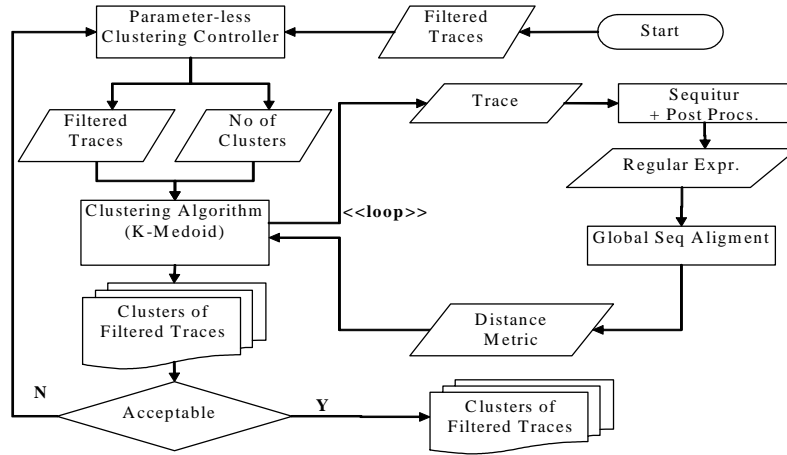 Parameter-less
Clustering Controller
Filtered
Traces
Start
Filtered
Traces
No of
Clusters
Trace
Sequitur
+ Post Procs.
Regular Expr.
Clustering Algorithm
(K-Medoid)
<<loop>>
Global Seq Aligment
Clusters of
Filtered Traces
Distance
Metric
N
Acceptable
Y
Clusters of
Filtered Traces